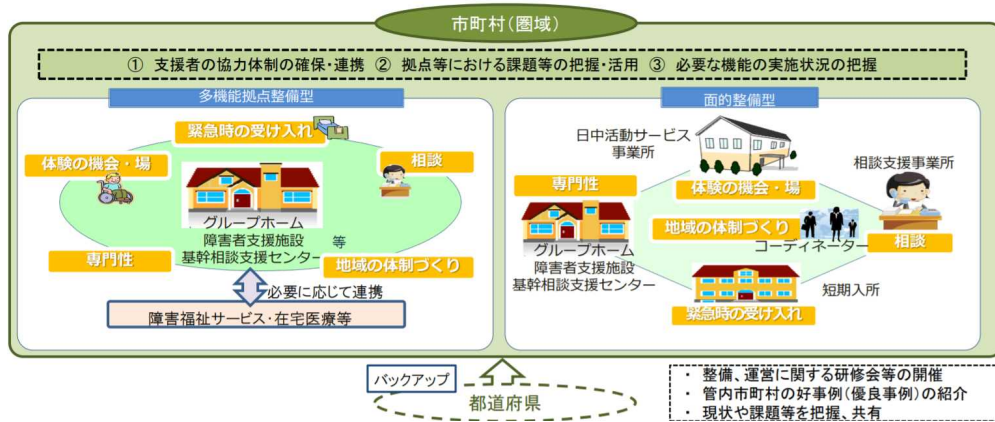 市町村(圏域)
① 支援者の協力体制の確保・連携 ② 拠点等における課題等の把握・活用 ③ 必要な機能の実施状況の把握
多機能拠点整備型
緊急時の受け入れ
体験の機会・場
相談
グループホーム
障害者支援施設 等
基幹相談支援センター
専門性
地域の体制づくり
必要に応じて連携
障害福祉サービス・在宅医療等
面的整備型
日中活動サービス
事業所
相談支援事業所
専門性
体験の機会・場
地域の体制づくり
コーディネーター
相談
グループホーム
障害者支援施設
基幹相談支援センター
短期入所
緊急時の受け入れ
バックアップ
都道府県
・ 整備、運営に関する研修会等の開催
・ 管内市町村の好事例(優良事例)の紹介
・ 現状や課題等を把握、共有